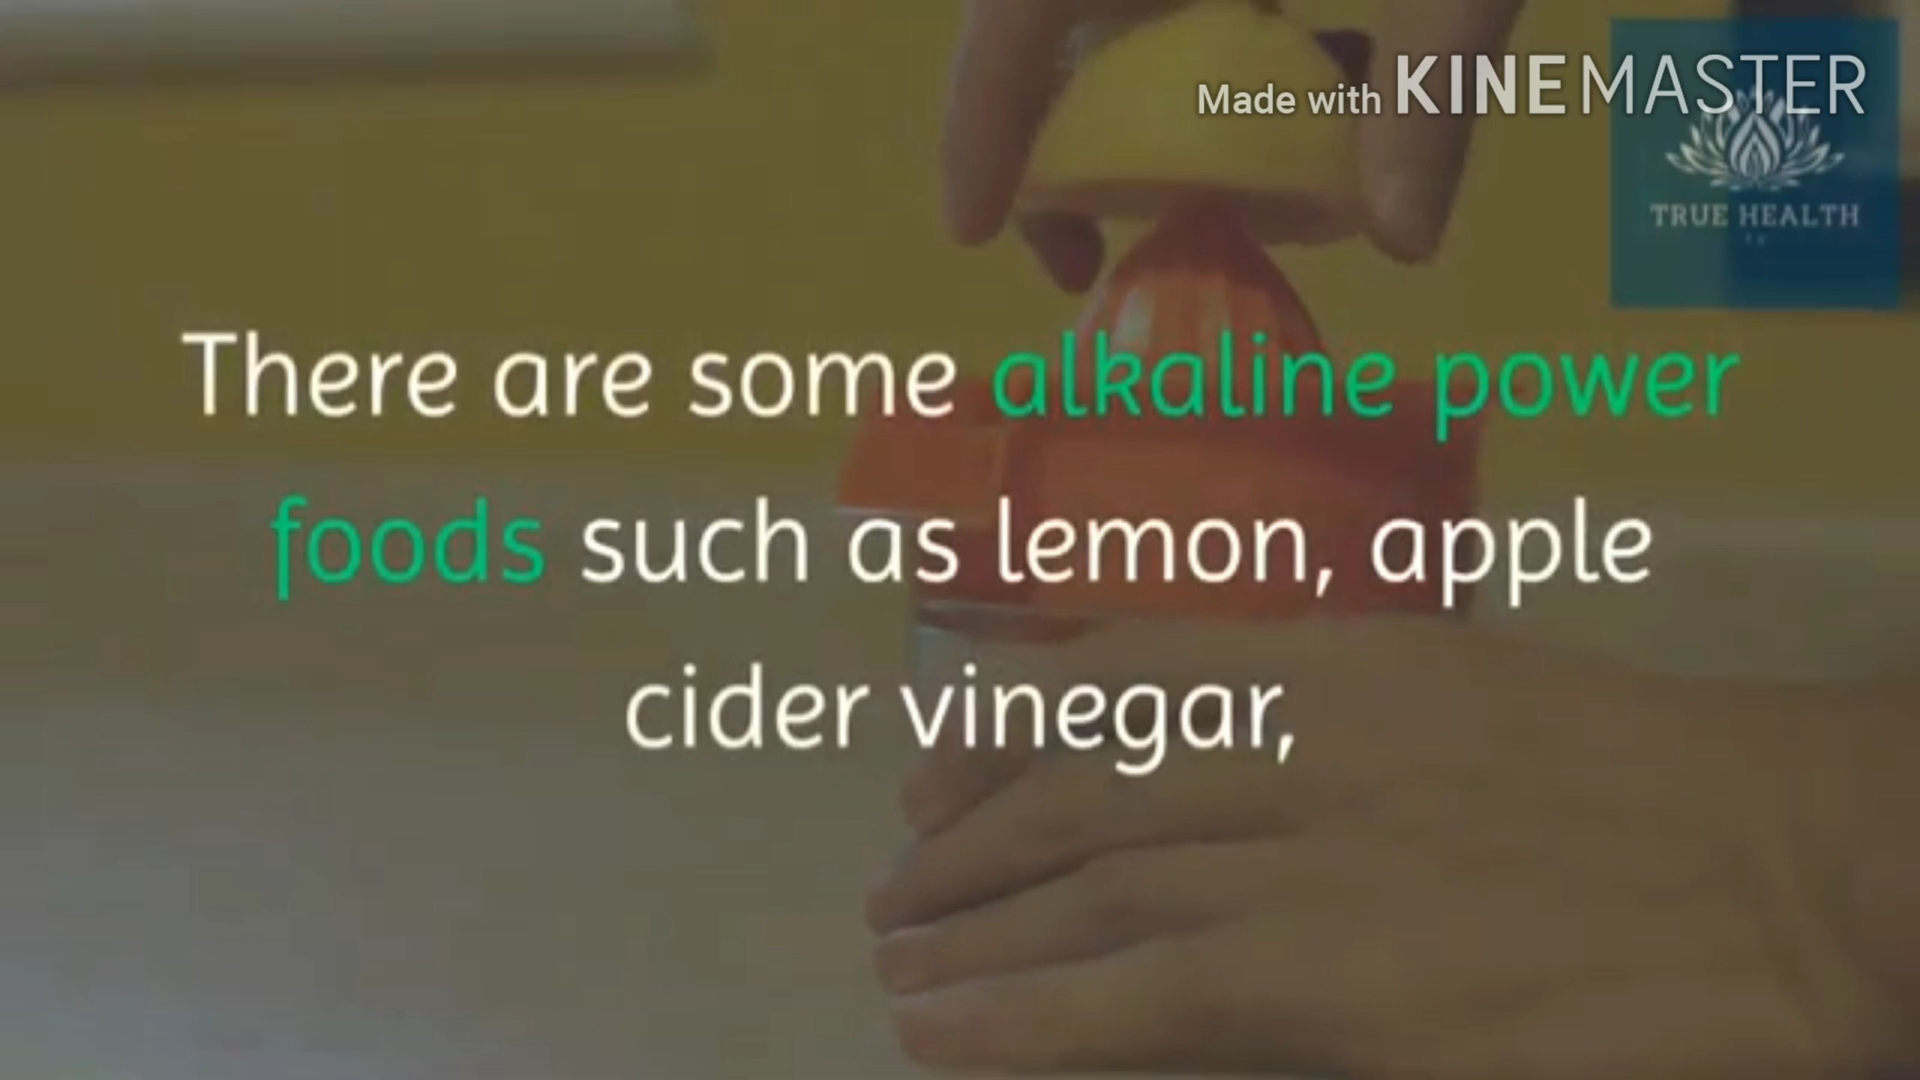 Made with KINEMASTER
TRUE HEALTH
There are some alkaline power
foods such as lemon, apple
cider vinegar,